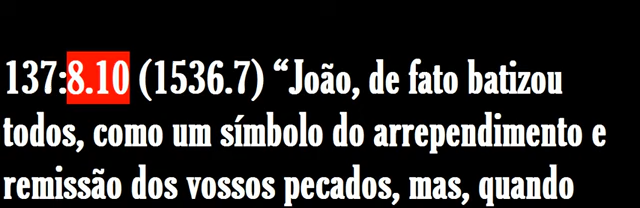 137:8.10 (1536.7) “João, de fato batizou
todos, como um símbolo do arrependimento e
remissão dos vossos pecados, mas, quando